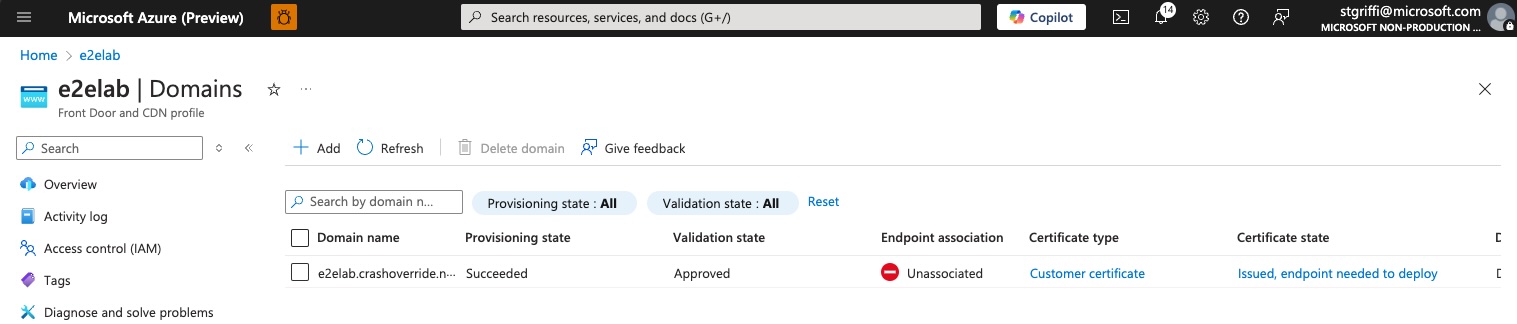 Microsoft Azure (Preview)
Search resources, services, and docs (G+/)
Copilot
14
stgriffi@microsoft.com
MICROSOFT NON-PRODUCTION ...
Home > e2elab
e2elab | Domains
...
Front Door and CDN profile
www
Search
Add
Refresh
Delete domain
Give feedback
Overview
Activity log
Access control (IAM)
Tags
Diagnose and solve problems
Search by domain n...
Provisioning state : All
Validation state : All
Reset
Domain name Provisioning state Validation state Endpoint association Certificate type Certificate state D
e2elab.crashoverride.n... Succeeded Approved Unassociated Customer certificate Issued, endpoint needed to deploy